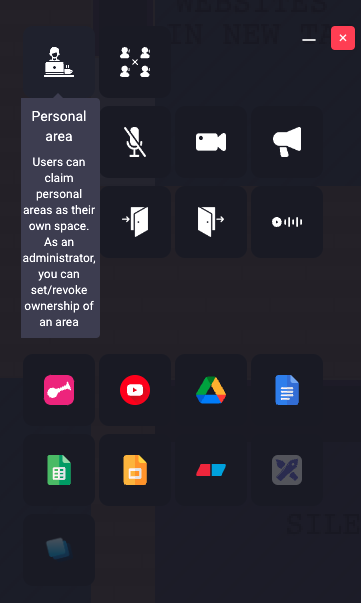 WEBSITES
IN NEW T
Personal
area
Users can
claim
personal
areas as their
own space.
As an
administrator,
you can
set/revoke
ownership of
an area
SILE